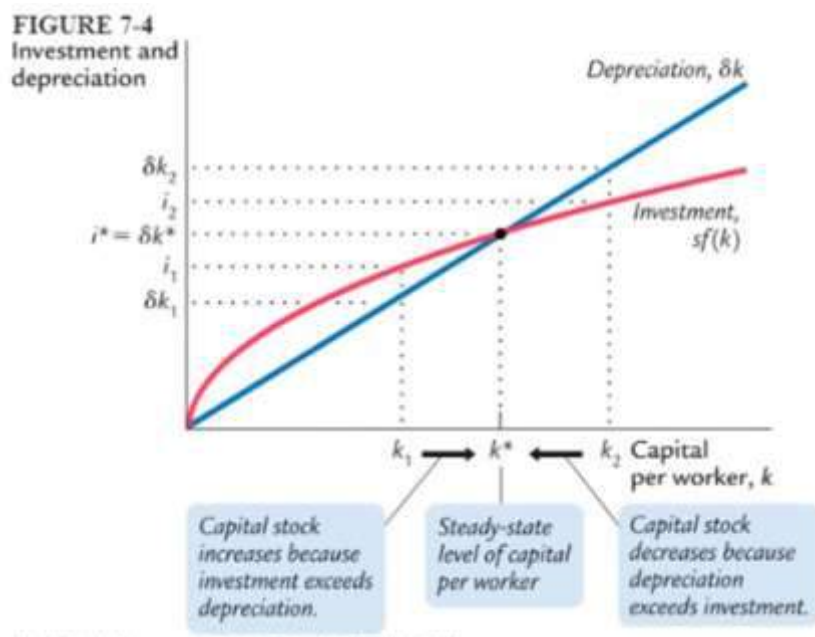 FIGURE 7-4
Investment and
depreciation
Depreciation, δk
δk₂
i₂
Investment,
sf(k)
i* = δk*
i₁
δk₁
k₁ k* k₂ Capital
per worker, k
Capital stock
increases because
investment exceeds
depreciation.
Steady-state
level of capital
per worker
Capital stock
decreases because
depreciation
exceeds investment.